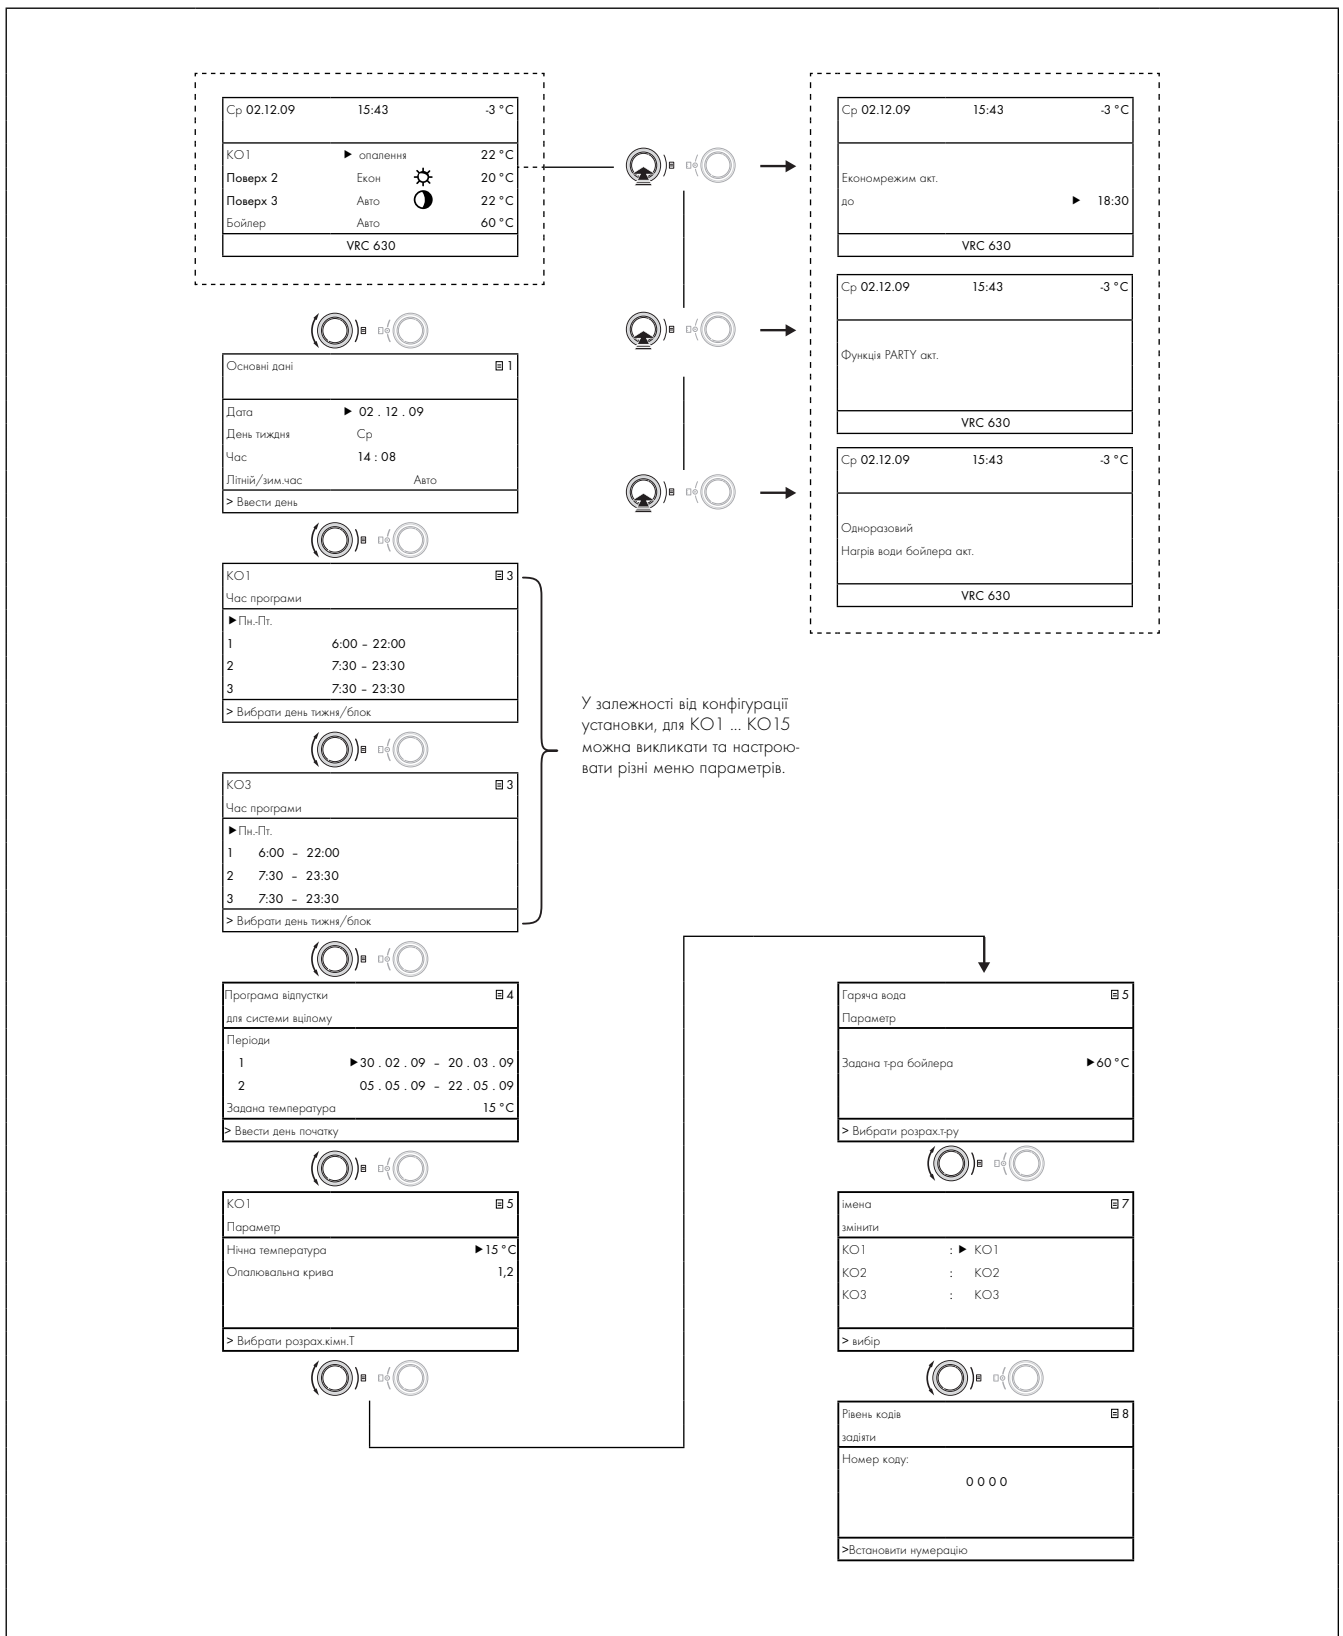 Ср 02.12.09 15:43 -3 °C
КО1 ▶ опалення 22 °C
Поверх 2 Екон 20 °C
Поверх 3 Авто 22 °C
Бойлер Авто 60 °C
VRC 630
Основні дані 1
Дата ▶ 02 . 12 . 09
День тиждня Ср
Час 14 : 08
Літній/зим.час Авто
> Ввести день
КО1 3
Час програми
▶Пн.-Пт.
1 6:00 – 22:00
2 7:30 – 23:30
3 7:30 – 23:30
> Вибрати день тижня/блок
КО3 3
Час програми
▶Пн.-Пт.
1 6:00 – 22:00
2 7:30 – 23:30
3 7:30 – 23:30
> Вибрати день тижня/блок
У залежності від конфігурації
установки, для КО1 ... КО15
можна викликати та настрою-
вати різні меню параметрів.
Програма відпустки 4
для системи вцілому
Періоди
1 ▶30 . 02 . 09 – 20 . 03 . 09
2 05 . 05 . 09 – 22 . 05 . 09
Задана температура 15 °C
> Ввести день початку
КО1 5
Параметр
Нічна температура ▶15 °C
Опалювальна крива 1,2
> Вибрати розрах.кімн.Т
Ср 02.12.09 15:43 -3 °C
Економрежим акт.
до ▶ 18:30
VRC 630
Ср 02.12.09 15:43 -3 °C
Функція PARTY акт.
VRC 630
Ср 02.12.09 15:43 -3 °C
Одноразовий
Нагрів води бойлера акт.
VRC 630
Гаряча вода 5
Параметр
Задана т-ра бойлера ▶60 °C
> Вибрати розрах.т-ру
імена 7
змінити
КО1 : ▶ КО1
КО2 : КО2
КО3 : КО3
> вибір
Рівень кодів 8
задіяти
Номер коду:
0 0 0 0
>Встановити нумерацію